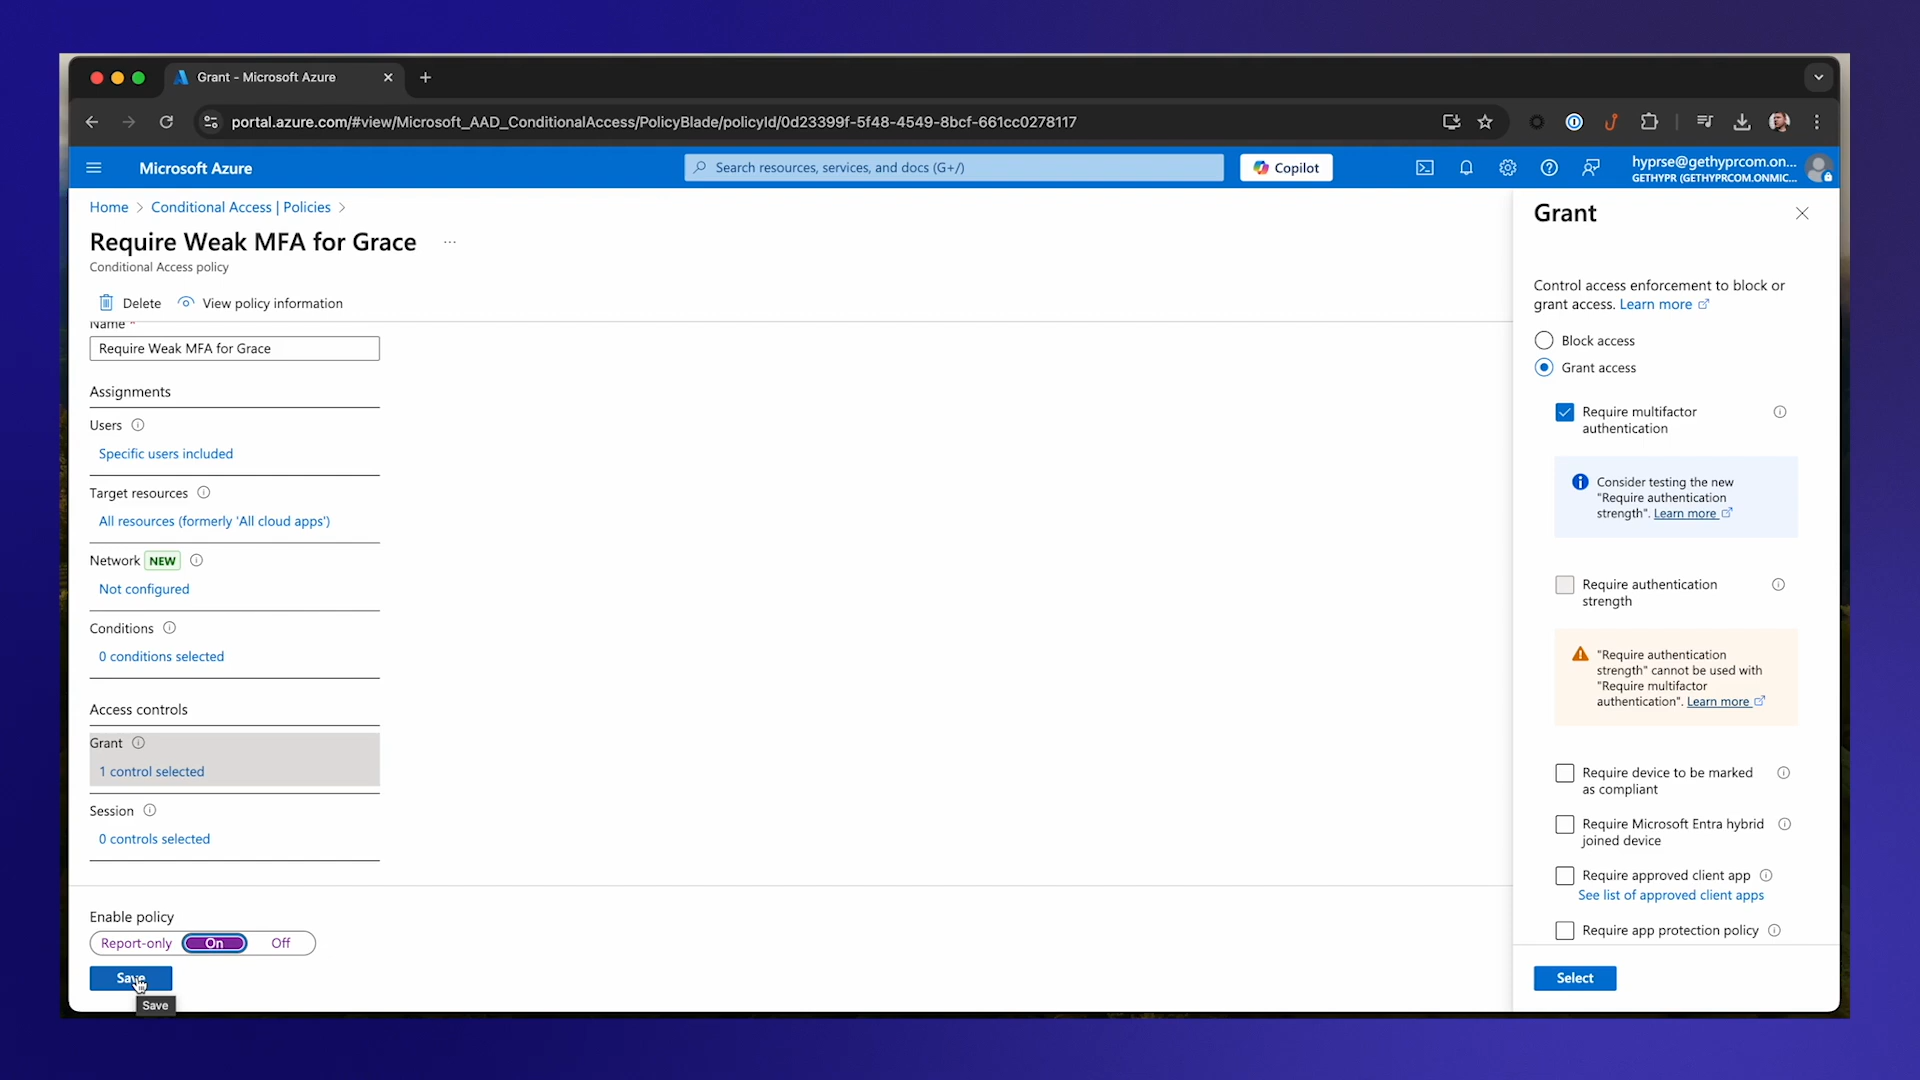 Grant - Microsoft Azure
portal.azure.com/#view/Microsoft_AAD_ConditionalAccess/PolicyBlade/policyId/0d23399f-5f48-4549-8bcf-661cc0278117
Microsoft Azure
Search resources, services, and docs (G+/)
Copilot
hyprse@gethyprcom.on...
GETHYPR (GETHYPRCOM.ONMIC...
Home > Conditional Access | Policies >
Require Weak MFA for Grace ...
Conditional Access policy
Delete
View policy information
Name *
Require Weak MFA for Grace
Assignments
Users
Specific users included
Target resources
All resources (formerly 'All cloud apps')
Network NEW
Not configured
Conditions
0 conditions selected
Access controls
Grant
1 control selected
Session
0 controls selected
Enable policy
Report-only On Off
Save
Save
Grant
Control access enforcement to block or
grant access. Learn more
Block access
Grant access
Require multifactor
authentication
Consider testing the new
"Require authentication
strength". Learn more
Require authentication
strength
"Require authentication
strength" cannot be used with
"Require multifactor
authentication". Learn more
Require device to be marked
as compliant
Require Microsoft Entra hybrid
joined device
Require approved client app
See list of approved client apps
Require app protection policy
Select